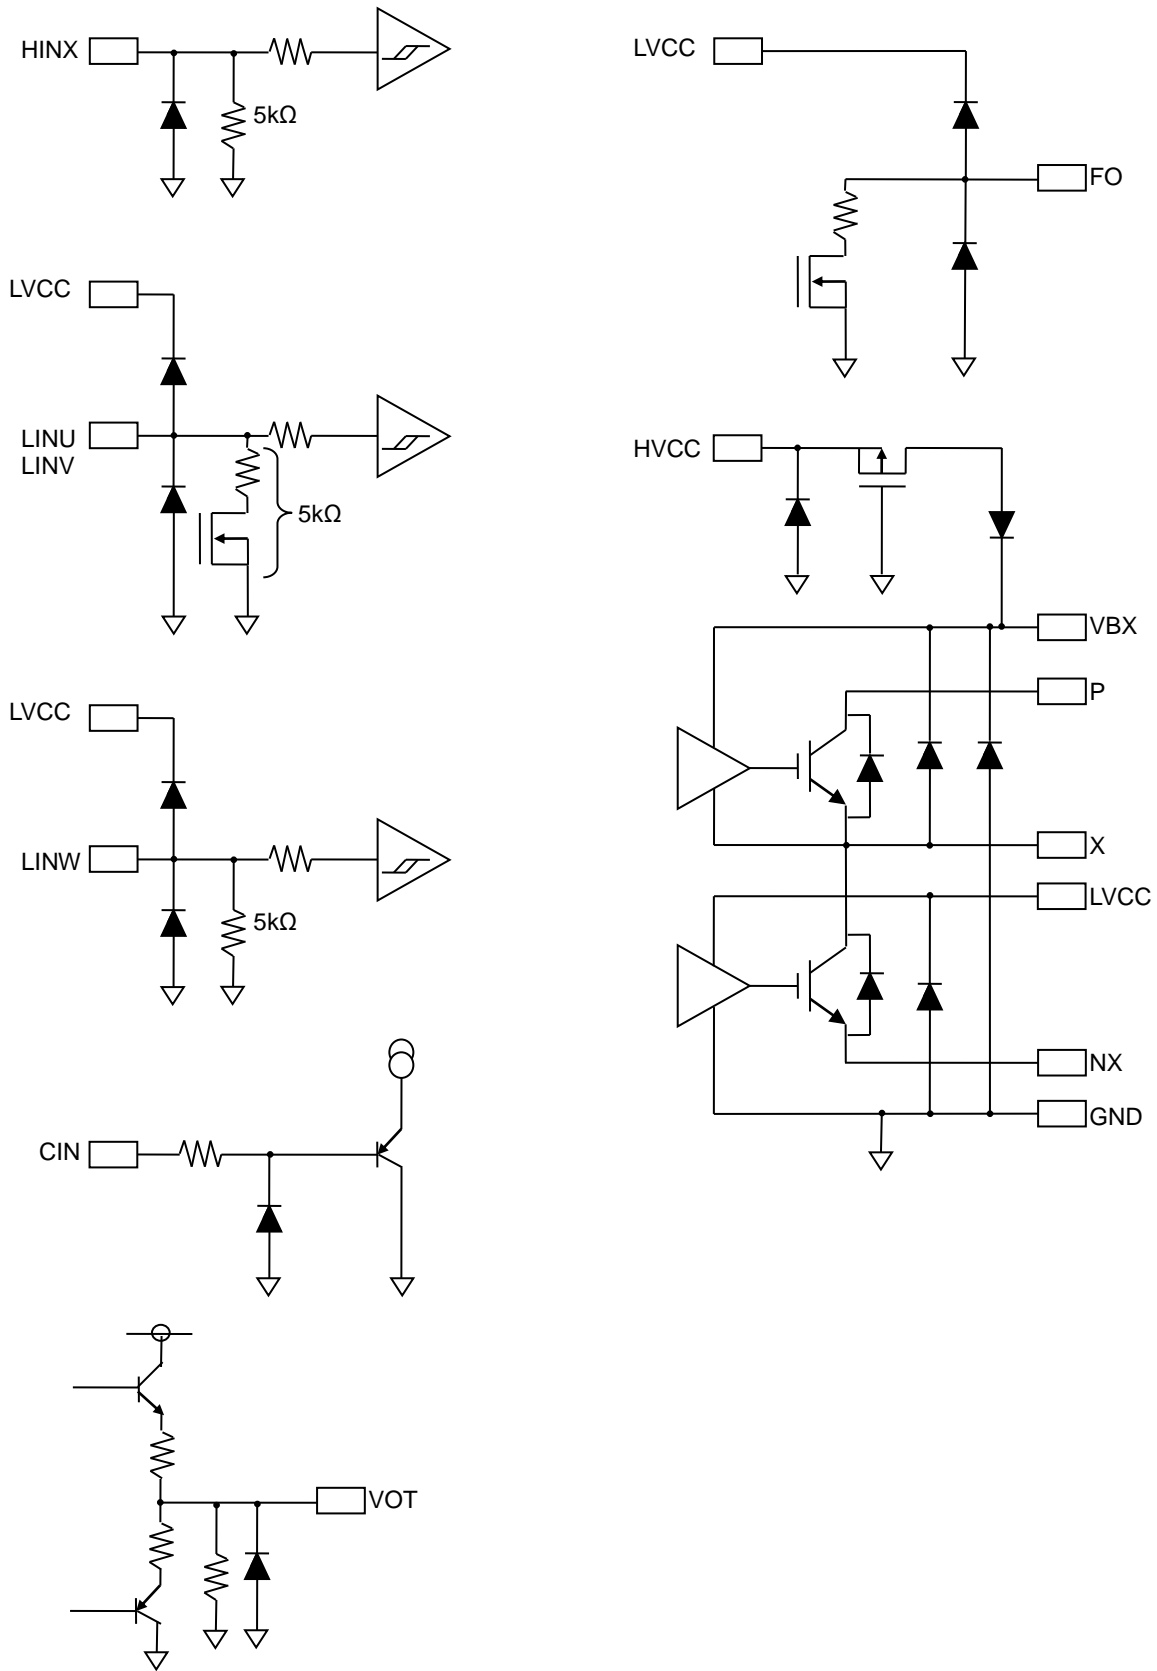 HINX
5kΩ
LVCC
LINU
LINV
5kΩ
LVCC
LINW
5kΩ
CIN
VOT
LVCC
FO
HVCC
VBX
P
X
LVCC
NX
GND